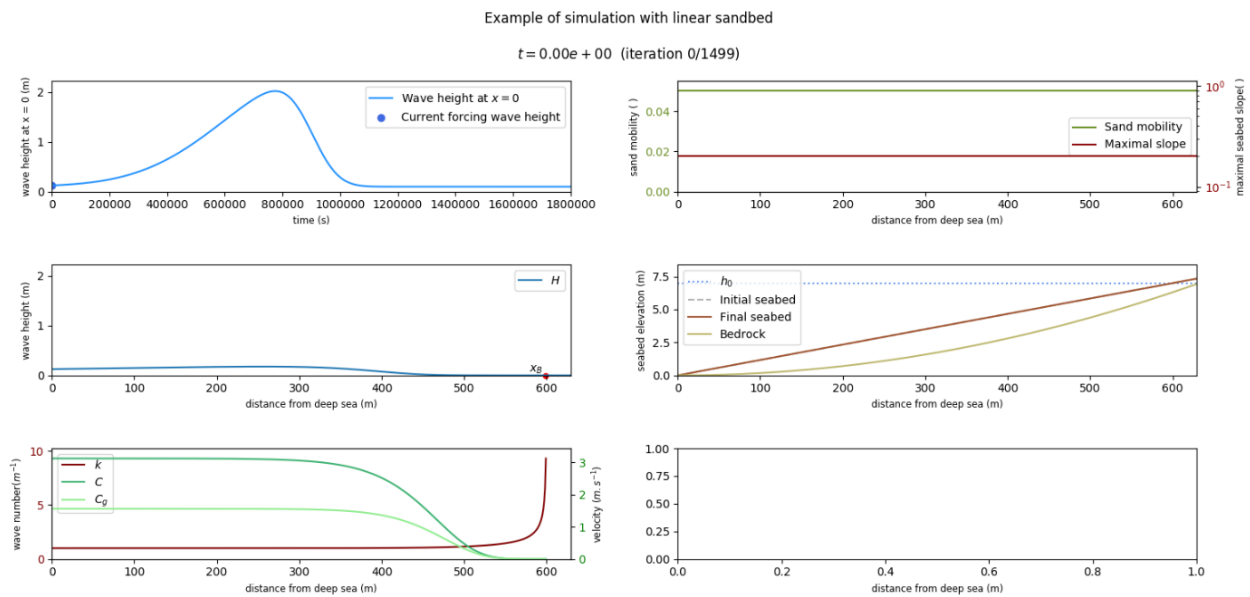 Example of simulation with linear sandbed
t = 0.00e + 00 (iteration 0/1499)
wave height at x = 0 (m)
2
1
0
Wave height at x = 0
Current forcing wave height
0 200000 400000 600000 800000 1000000 1200000 1400000 1600000 1800000
time (s)
sand mobility ( )
0.04
0.02
0.00
Sand mobility
Maximal slope
10^0
10^-1
maximal seabed slope( )
0 100 200 300 400 500 600
distance from deep sea (m)
wave height (m)
2
1
0
H
x_B
0 100 200 300 400 500 600
distance from deep sea (m)
seabed elevation (m)
7.5
5.0
2.5
0.0
h_0
Initial seabed
Final seabed
Bedrock
0 100 200 300 400 500 600
distance from deep sea (m)
wave number(m^-1)
10
5
0
k
C
C_g
3
2
1
0
velocity (m.s^-1)
0 100 200 300 400 500 600
distance from deep sea (m)
1.00
0.75
0.50
0.25
0.00
0.0 0.2 0.4 0.6 0.8 1.0
distance from deep sea (m)